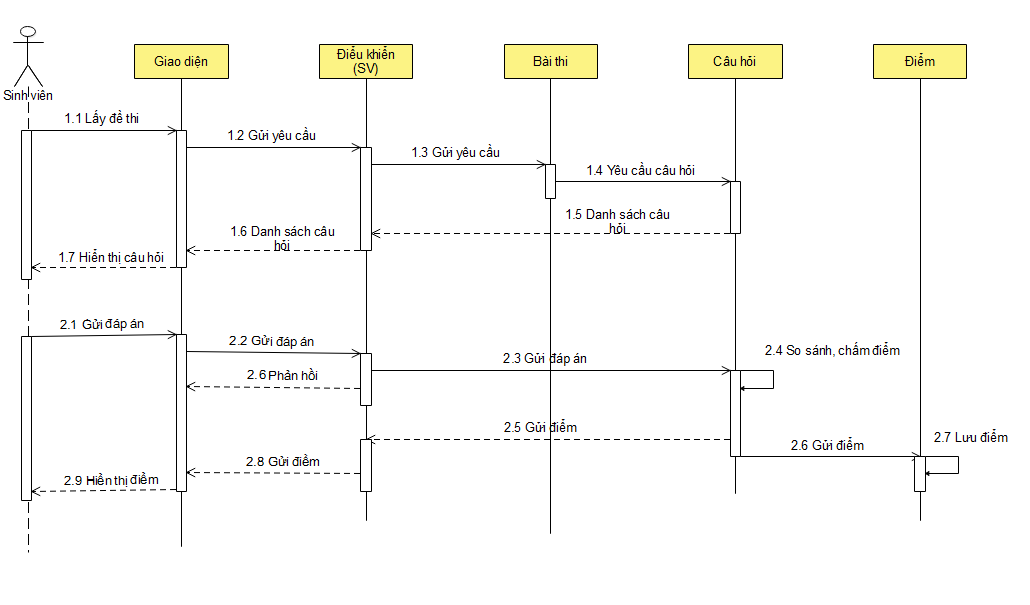 Sinh viên
Giao diện
Điều khiển
(SV)
Bài thi
Câu hỏi
Điểm
1.1 Lấy đề thi
1.2 Gửi yêu cầu
1.3 Gửi yêu cầu
1.4 Yêu cầu câu hỏi
1.5 Danh sách câu
hỏi
1.6 Danh sách câu
hỏi
1.7 Hiển thị câu hỏi
2.1 Gửi đáp án
2.2 Gửi đáp án
2.3 Gửi đáp án
2.4 So sánh, chấm điểm
2.6 Phản hồi
2.5 Gửi điểm
2.6 Gửi điểm
2.7 Lưu điểm
2.8 Gửi điềm
2.9 Hiển thị điềm